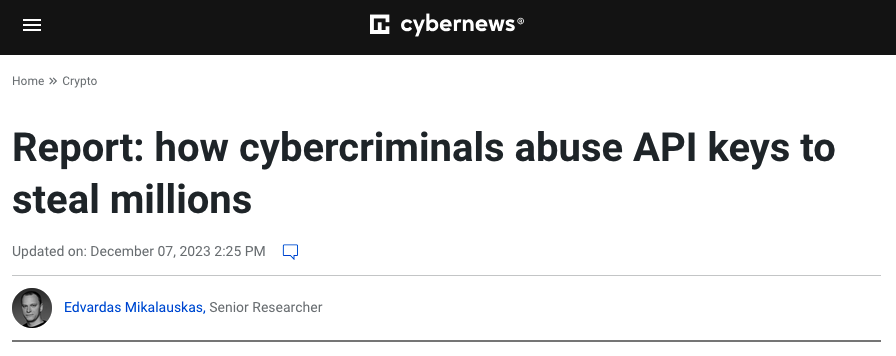 cybernews®
Home » Crypto
Report: how cybercriminals abuse API keys to
steal millions
Updated on: December 07, 2023 2:25 PM
Edvardas Mikalauskas, Senior Researcher